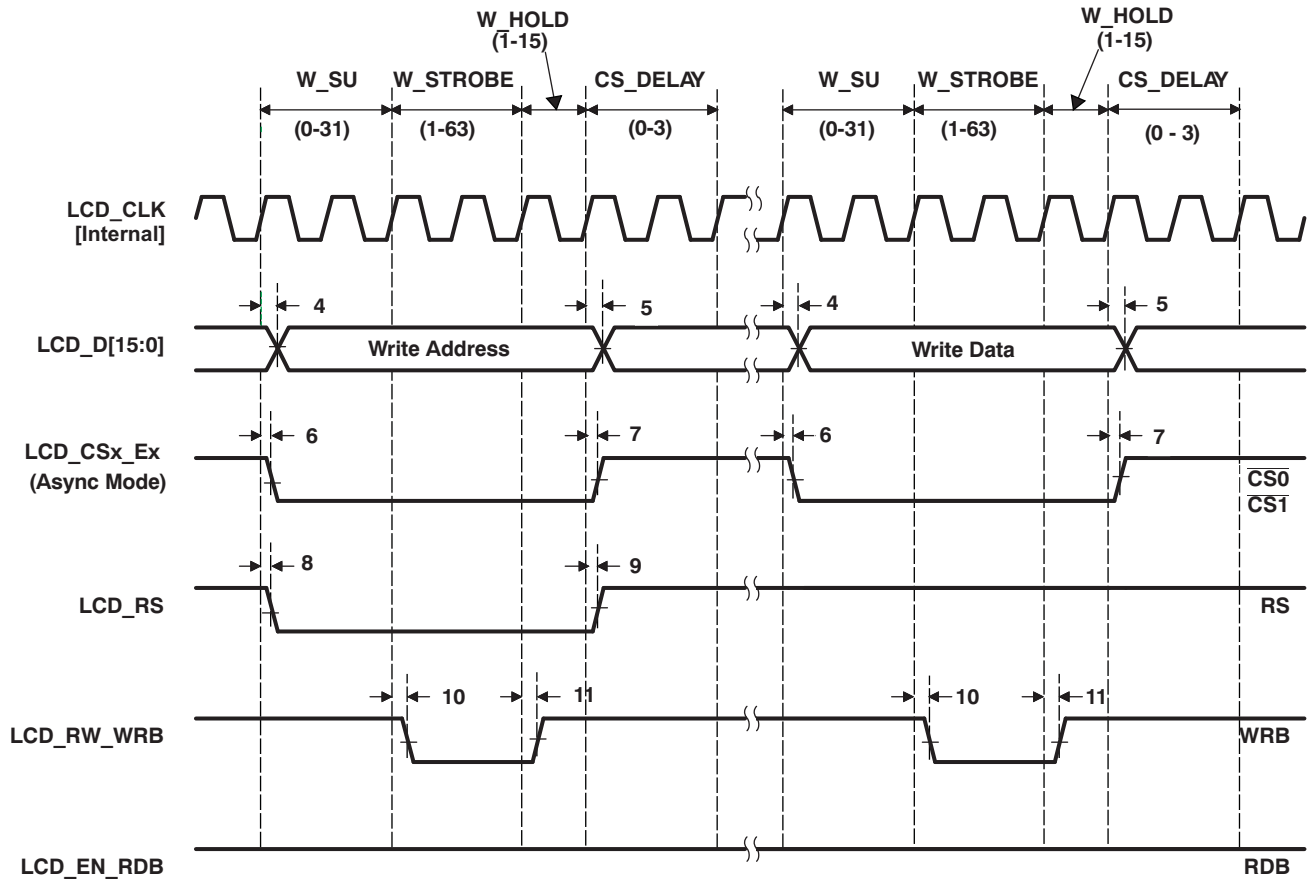 W_HOLD
(1-15)
W_HOLD
(1-15)
W_SU
W_STROBE
CS_DELAY
W_SU
W_STROBE
CS_DELAY
(0-31)
(1-63)
(0-3)
(0-31)
(1-63)
(0 - 3)
LCD_CLK
[Internal]
4
5
4
5
LCD_D[15:0]
Write Address
Write Data
6
7
6
7
LCD_CSx_Ex
(Async Mode)
CS0
CS1
8
9
LCD_RS
RS
10
11
10
11
LCD_RW_WRB
WRB
LCD_EN_RDB
RDB